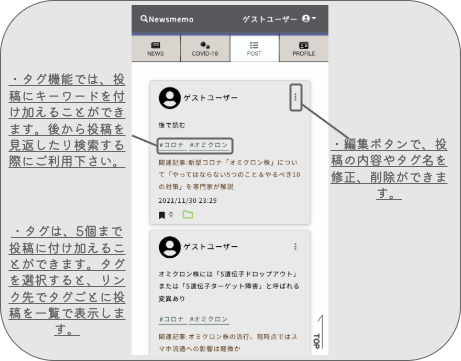 Newsmemo ゲストユーザー
NEWS COVID-19 POST PROFILE
・タグ機能では、投
稿にキーワードを付
け加えることができ
ます。後から投稿を
見返したり検索する
際にご利用下さい。
・タグは、5個まで
投稿に付け加えるこ
とができます。タグ
を選択すると、リン
ク先でタグごとに投
稿を一覧で表示しま
す。
ゲストユーザー
後で読む
#コロナ #オミクロン
関連記事:新型コロナ「オミクロン株」につい
て「やってはならない5つのこと＆やるべき10
の対策」を専門家が解説
2021/11/30 23:29
0
ゲストユーザー
オミクロン株には「S遺伝子ドロップアウト」
または「S遺伝子ターゲット障害」と呼ばれる
変異あり
#コロナ #オミクロン
関連記事:オミクロン株の流行、現時点ではス
マホ流通への影響は軽微か
TOP
・編集ボタンで、投
稿の内容やタグ名を
修正、削除ができま
す。